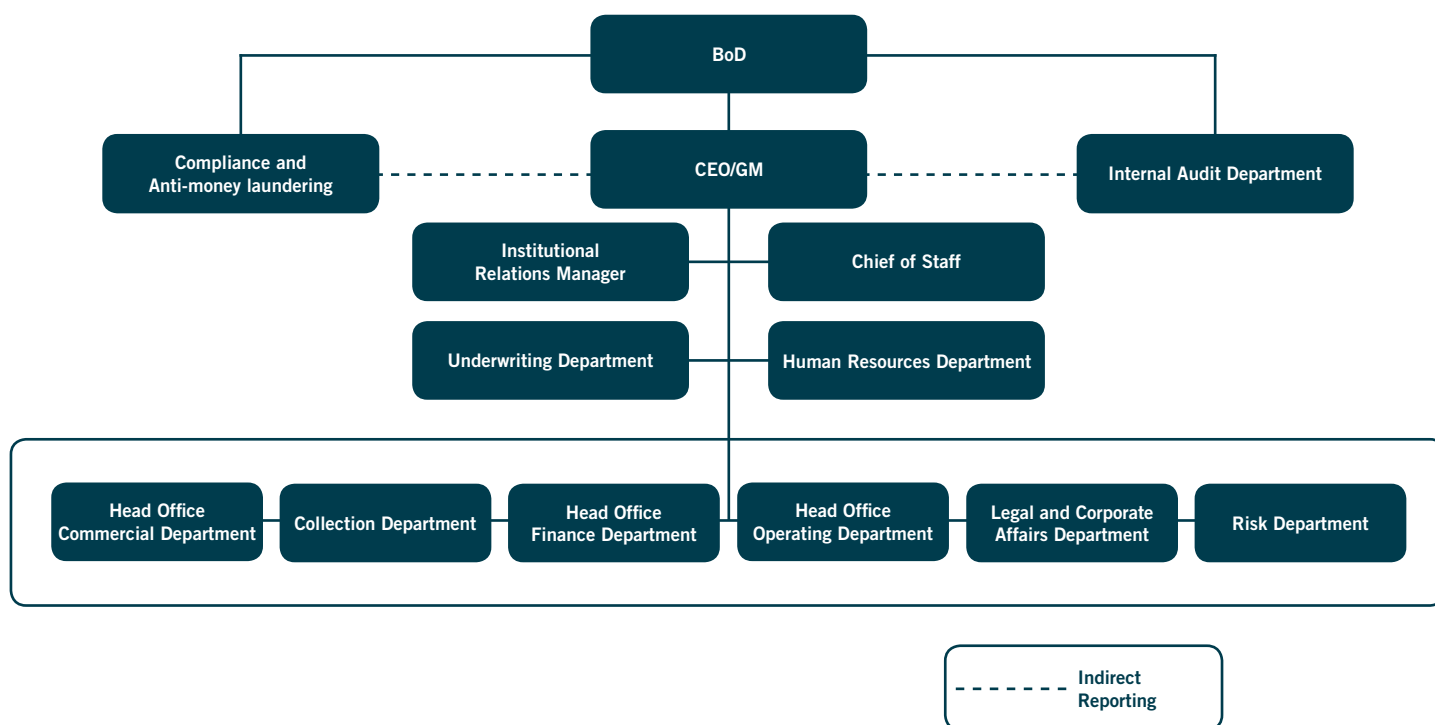 BoD
Compliance and
Anti-money laundering
CEO/GM
Internal Audit Department
Institutional
Relations Manager
Chief of Staff
Underwriting Department
Human Resources Department
Head Office
Commercial Department
Collection Department
Head Office
Finance Department
Head Office
Operating Department
Legal and Corporate
Affairs Department
Risk Department
Indirect
Reporting